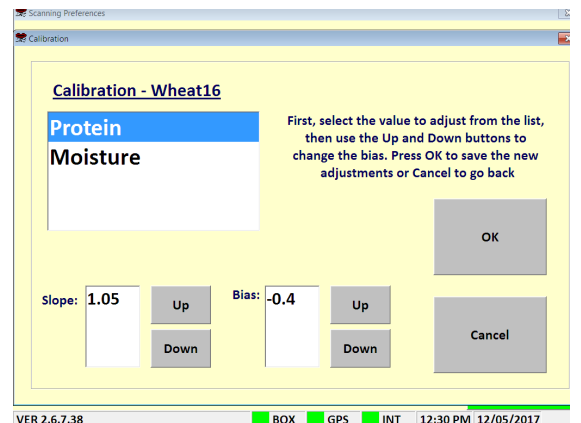 Scanning Preferences
Calibration
Calibration - Wheat16
Protein
Moisture
First, select the value to adjust from the list,
then use the Up and Down buttons to
change the bias. Press OK to save the new
adjustments or Cancel to go back
OK
Slope: 1.05 Up Bias: -0.4 Up
Down Down
Cancel
VER 2.6.7.38 BOX GPS INT 12:30 PM 12/05/2017